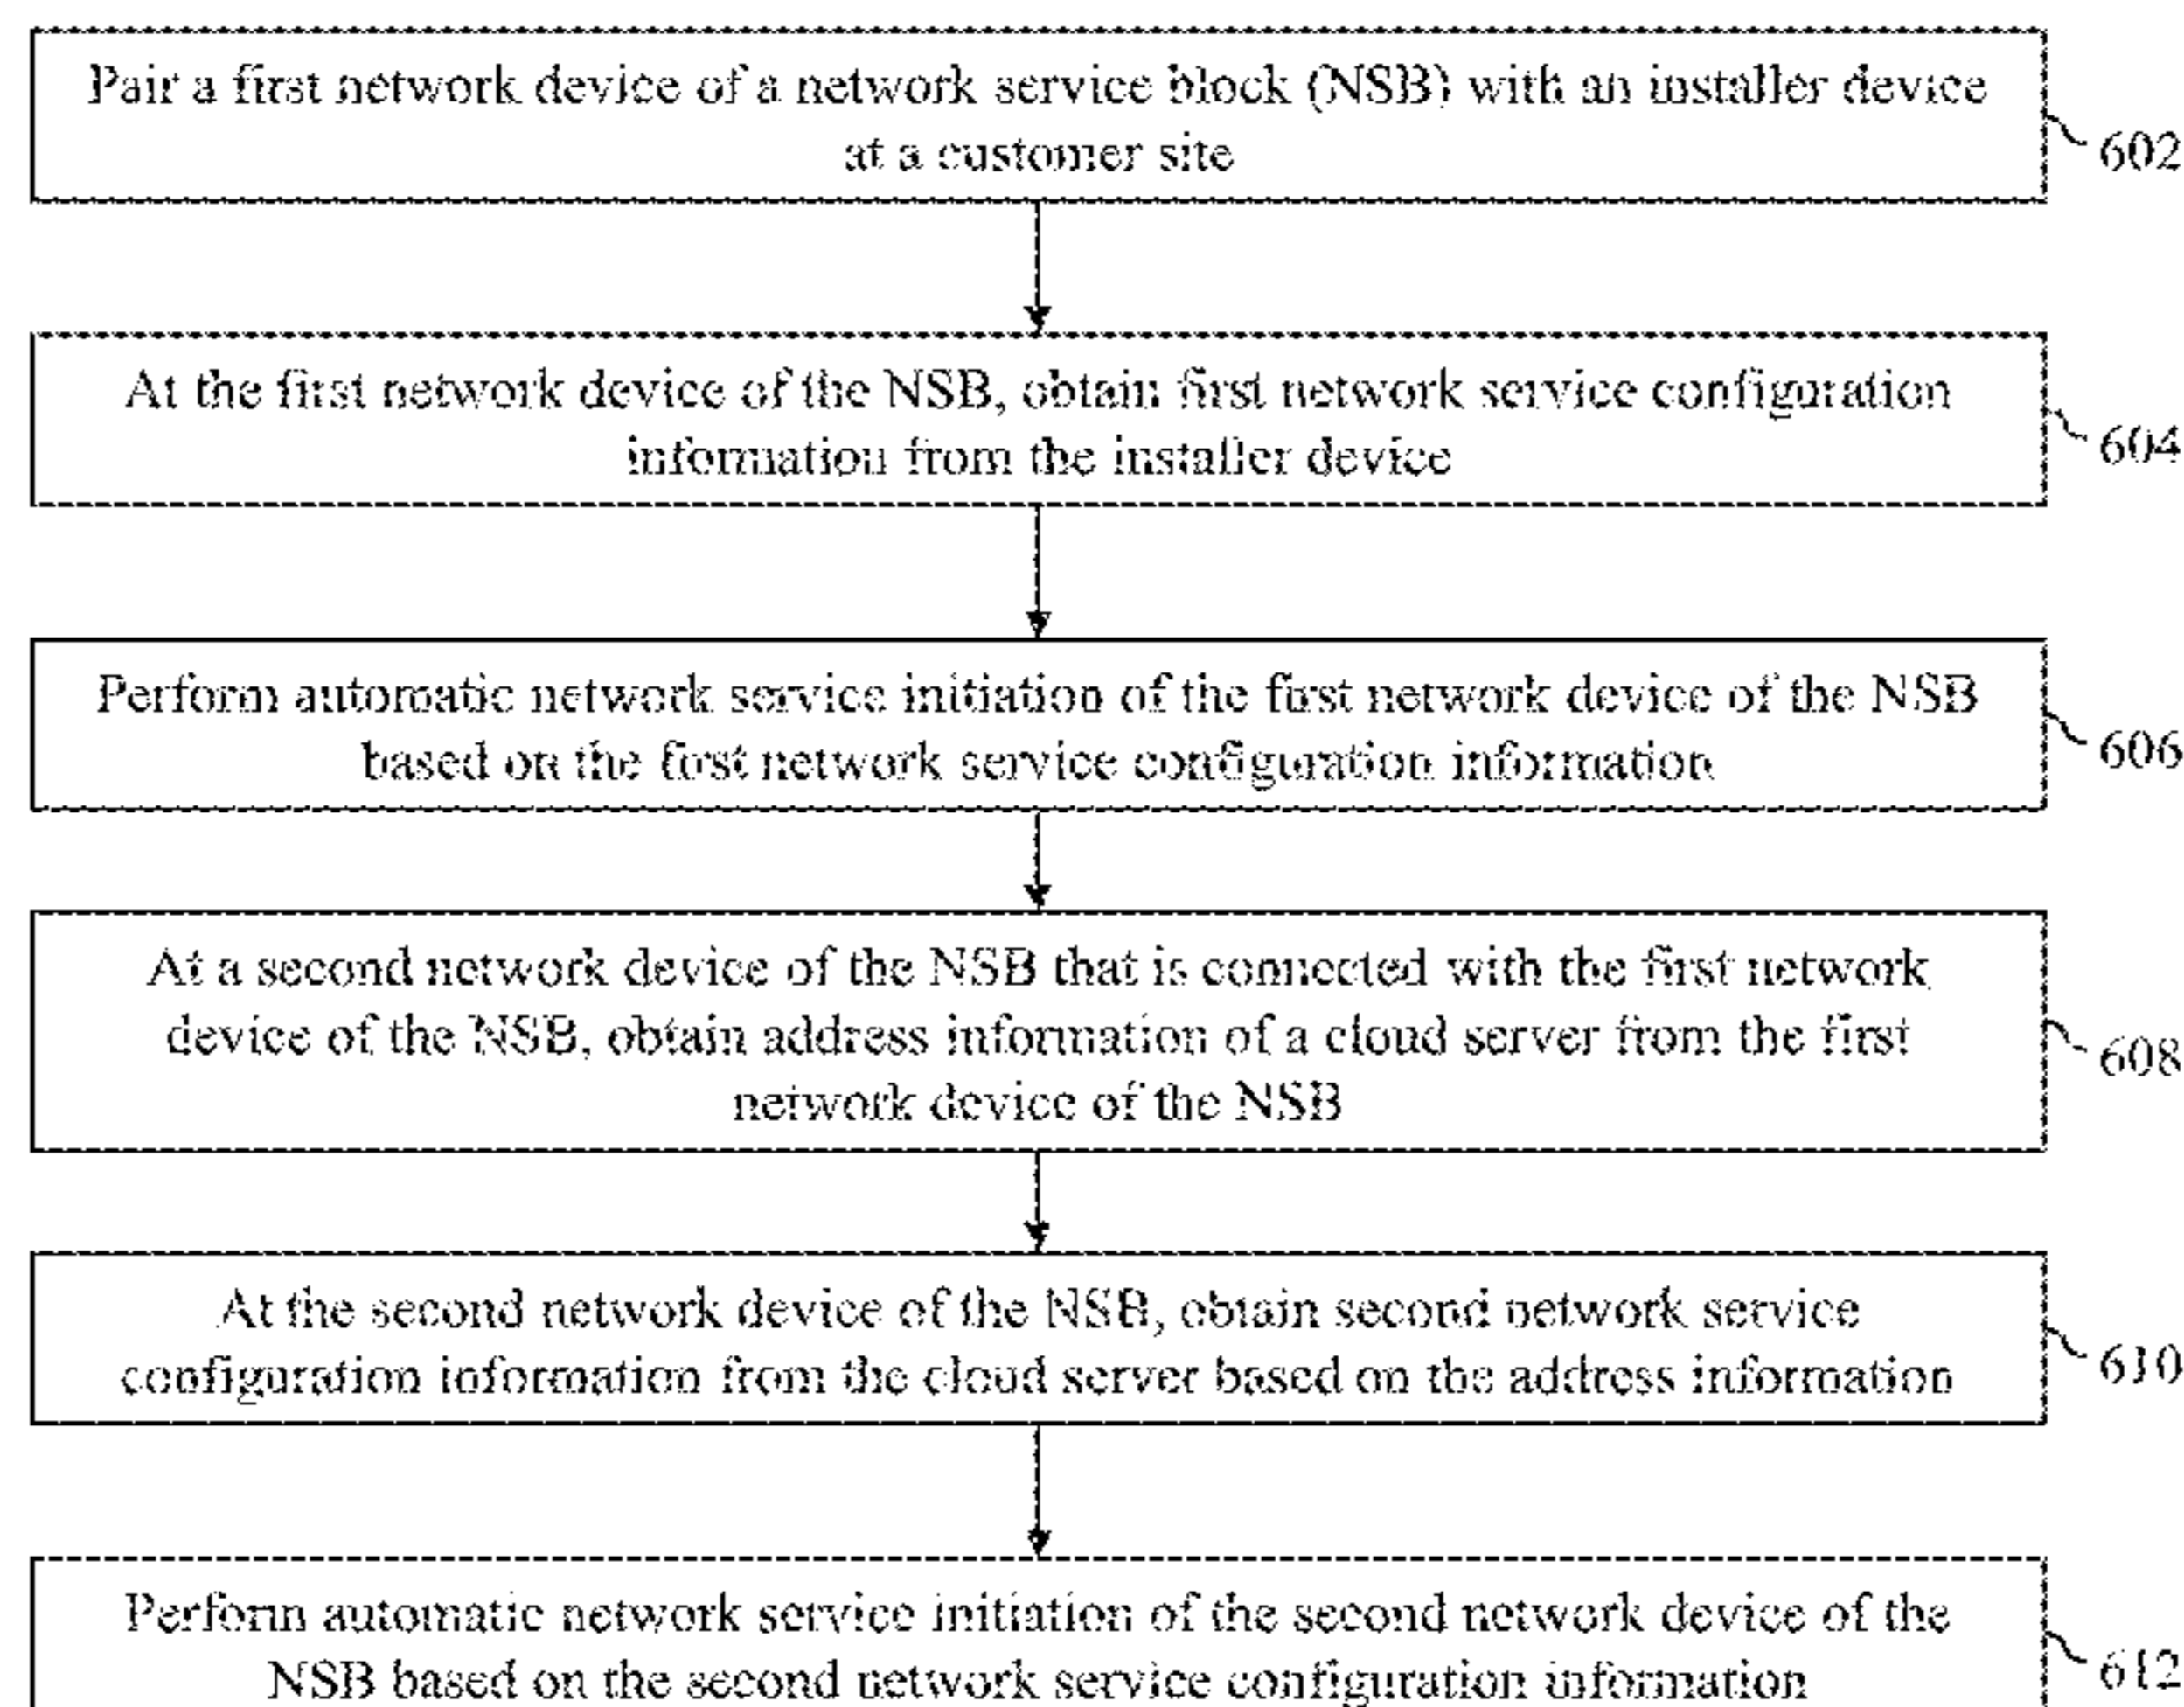 Pair a first network device of a network service block (NSB) with an installer device
at a customer site
602
At the first network device of the NSB, obtain first network service configuration
information from the installer device
604
Perform automatic network service initiation of the first network device of the NSB
based on the first network service configuration information
606
At a second network device of the NSB that is connected with the first network
device of the NSB, obtain address information of a cloud server from the first
network device of the NSB
608
At the second network device of the NSB, obtain second network service
configuration information from the cloud server based on the address information
610
Perform automatic network service initiation of the second network device of the
NSB based on the second network service configuration information
612